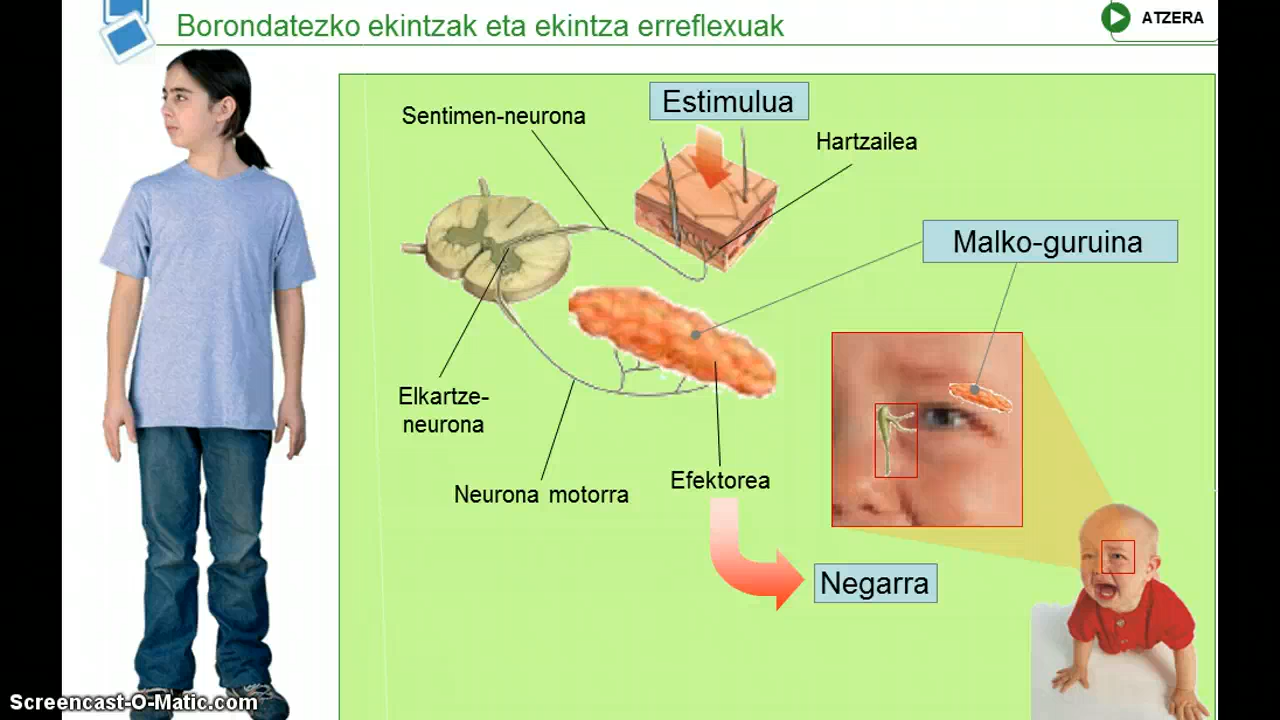 Borondatezko ekintzak eta ekintza erreflexuak
ATZERA
Estimulua
Sentimen-neurona
Hartzailea
Malko-guruina
Elkartze-
neurona
Neurona motorra
Efektorea
Negarra
Screencast-O-Matic.com